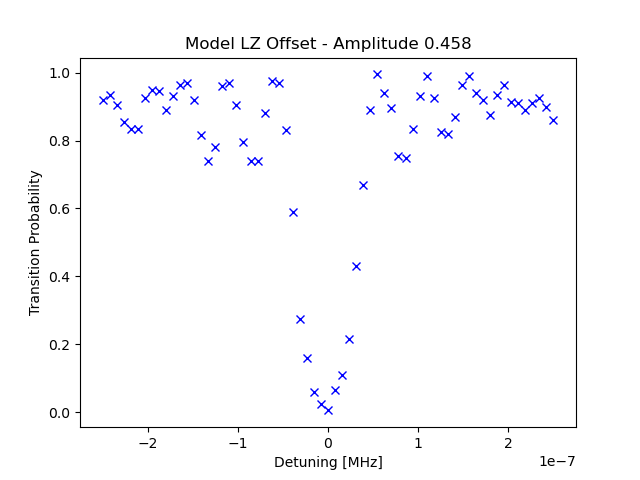 Model LZ Offset - Amplitude 0.458
Transition Probability
1.0
0.8
0.6
0.4
0.2
0.0
−2
−1
0
1
2
1e−7
Detuning [MHz]